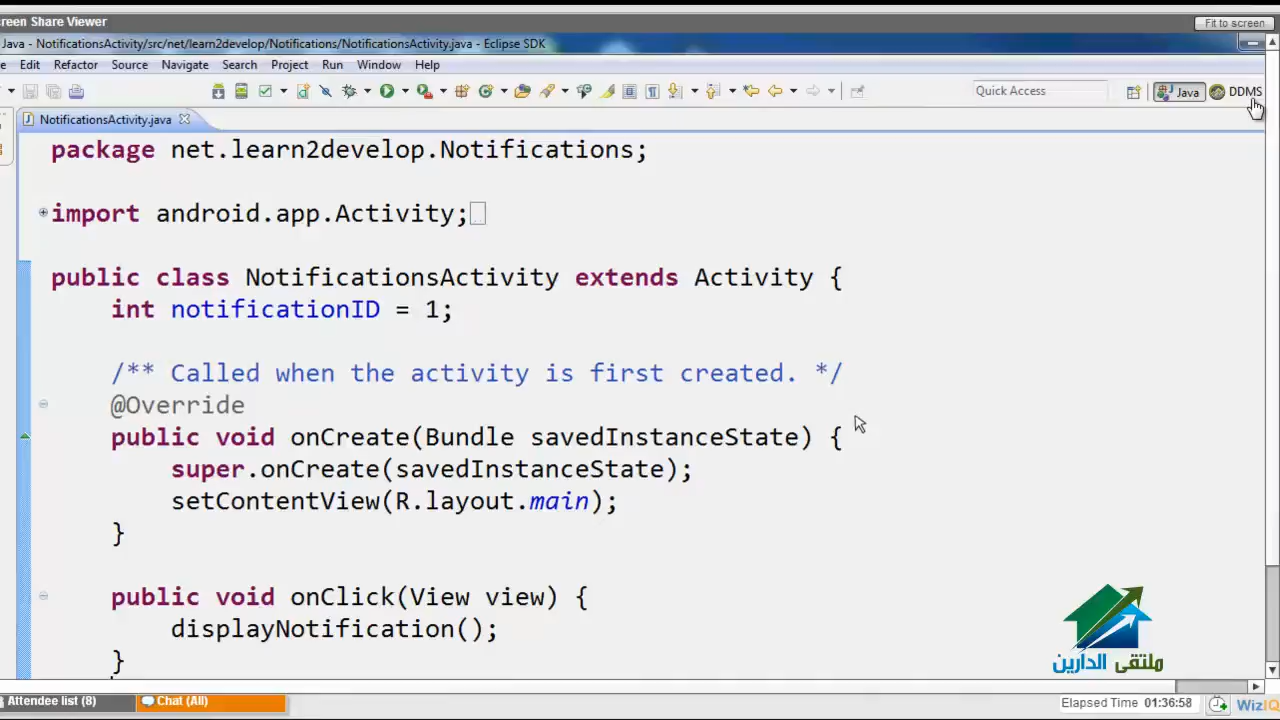 reen Share Viewer
Fit to screen
Java - NotificationsActivity/src/net/learn2develop/Notifications/NotificationsActivity.java - Eclipse SDK
e Edit Refactor Source Navigate Search Project Run Window Help
Quick Access
Java
DDMS
NotificationsActivity.java
package net.learn2develop.Notifications;
import android.app.Activity;
public class NotificationsActivity extends Activity {
int notificationID = 1;
/** Called when the activity is first created. */
@Override
public void onCreate(Bundle savedInstanceState) {
super.onCreate(savedInstanceState);
setContentView(R.layout.main);
}
public void onClick(View view) {
displayNotification();
}
ملتقى الدارين
Attendee list (8)
Chat (All)
Elapsed Time 01:36:58
WizIQ